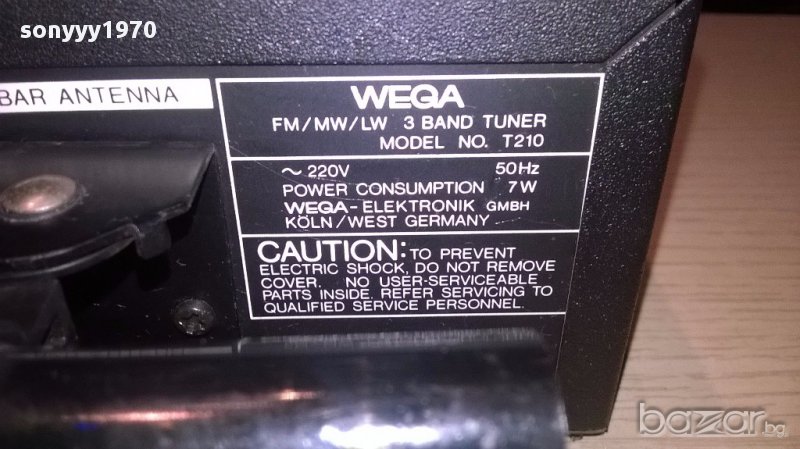 sonyyy1970
BAR ANTENNA
WEGA
FM/MW/LW 3 BAND TUNER
MODEL NO. T210
~ 220V 50Hz
POWER CONSUMPTION 7W
WEGA-ELEKTRONIK GMBH
KÖLN/WEST GERMANY
CAUTION: TO PREVENT
ELECTRIC SHOCK, DO NOT REMOVE
COVER. NO USER-SERVICEABLE
PARTS INSIDE. REFER SERVICING TO
QUALIFIED SERVICE PERSONNEL.
bazar.bg